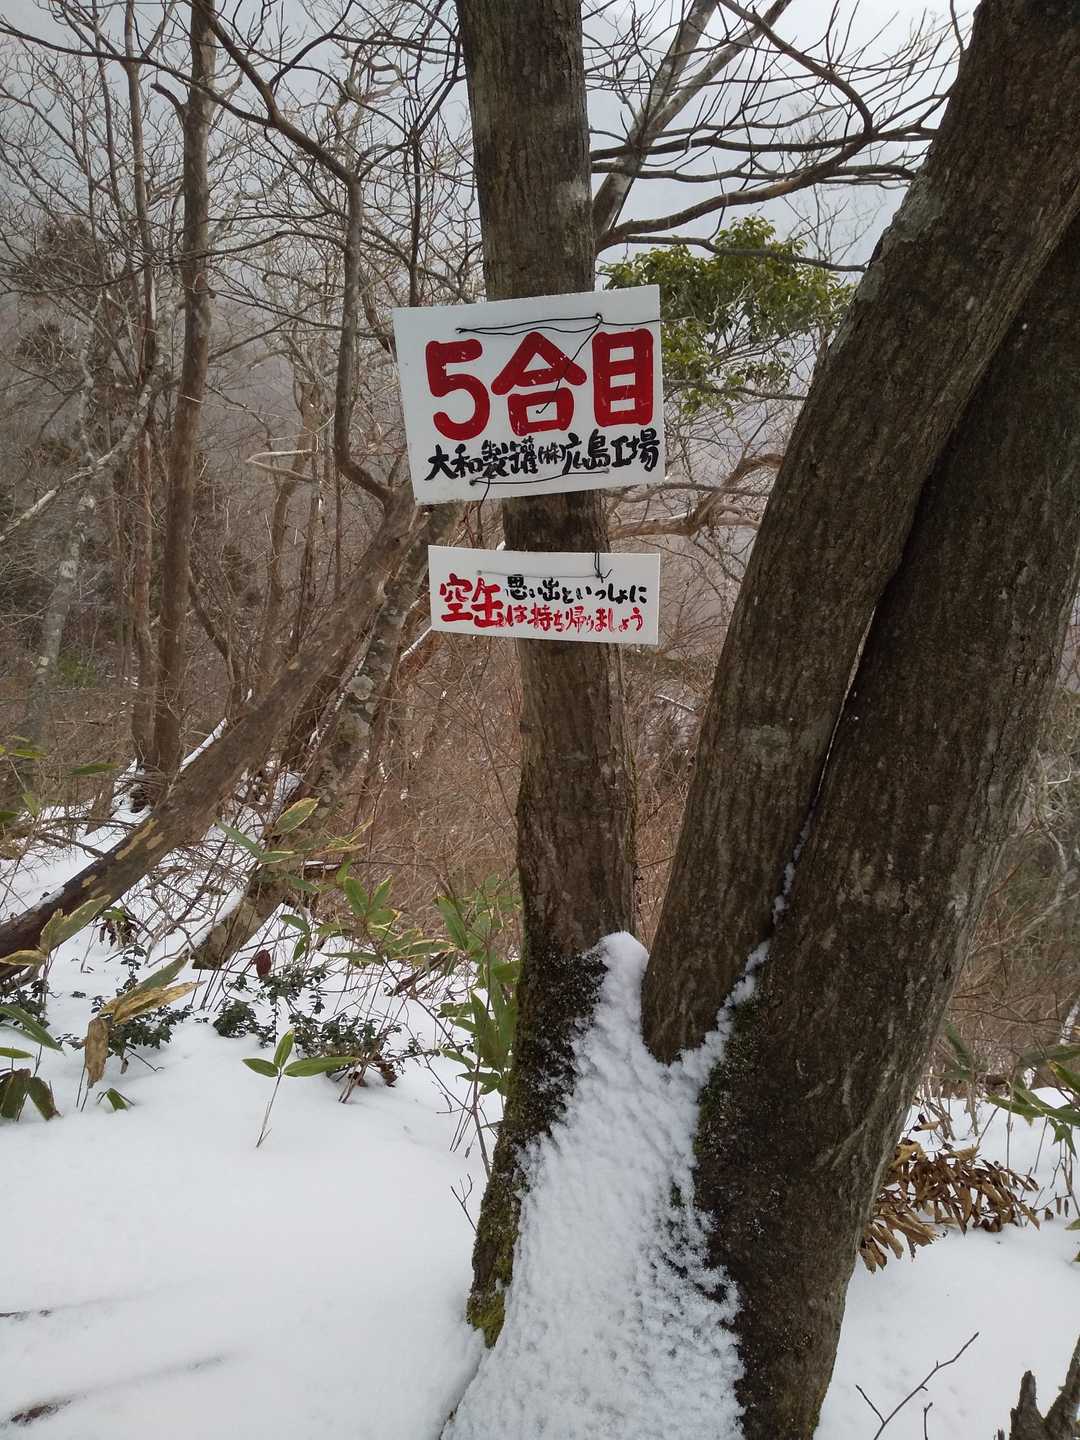 5合目
大和製罐㈱広島工場
空缶思い出といっしょに
は持ち帰りましょう